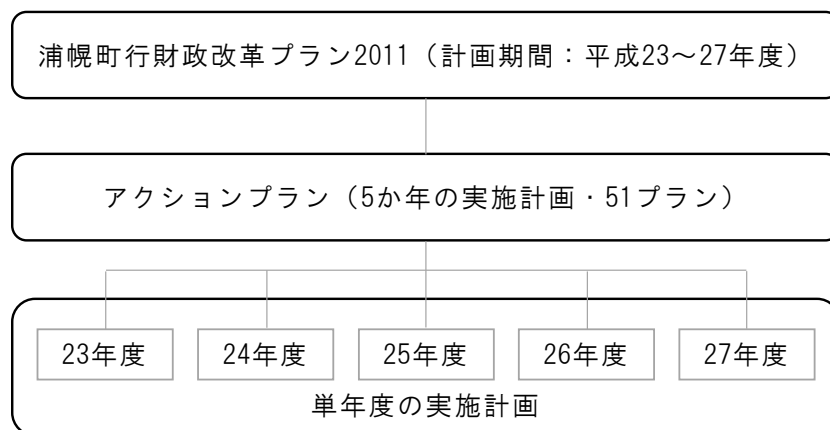 浦幌町行財政改革プラン2011（計画期間：平成23～27年度）
アクションプラン（5か年の実施計画・51プラン）
23年度 24年度 25年度 26年度 27年度
単年度の実施計画